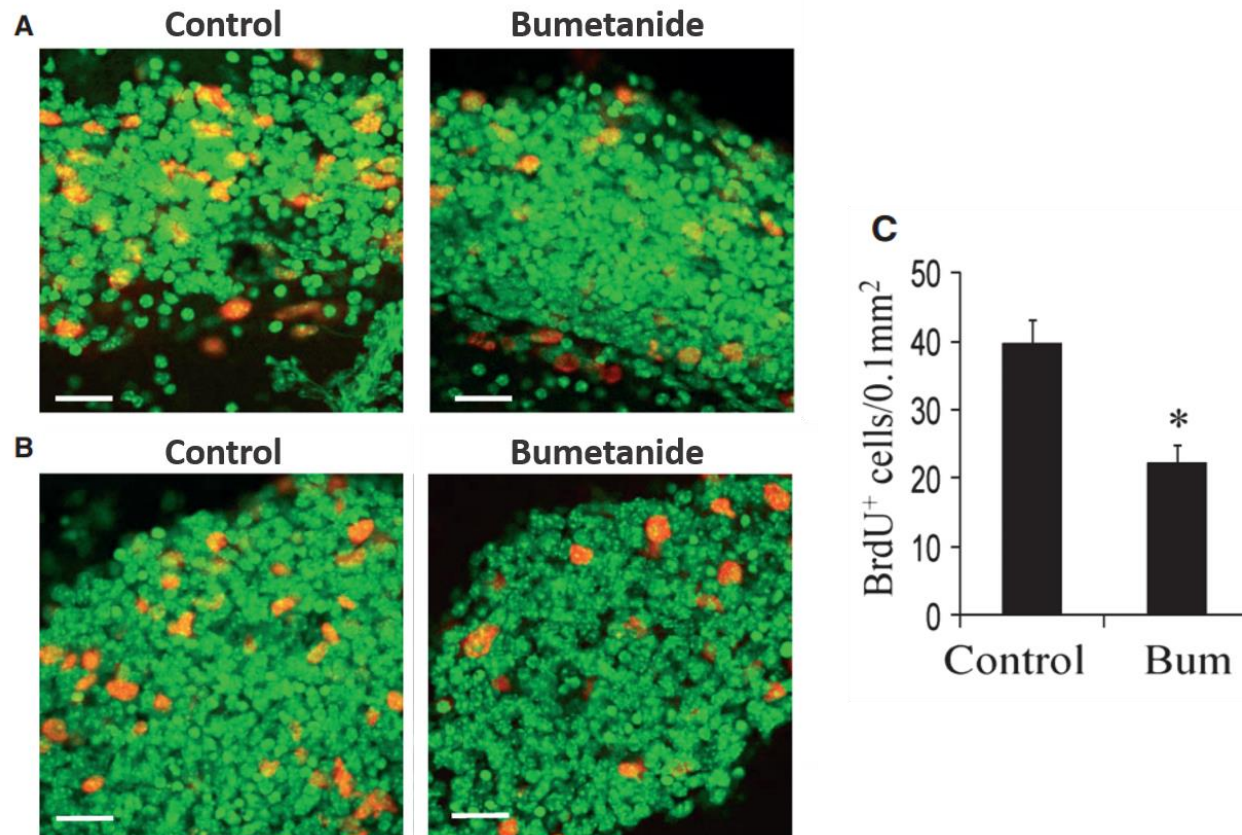 A
Control
Bumetanide
B
Control
Bumetanide
C
BrdU⁺ cells/0.1mm²
50
40
30
20
10
0
*
Control
Bum